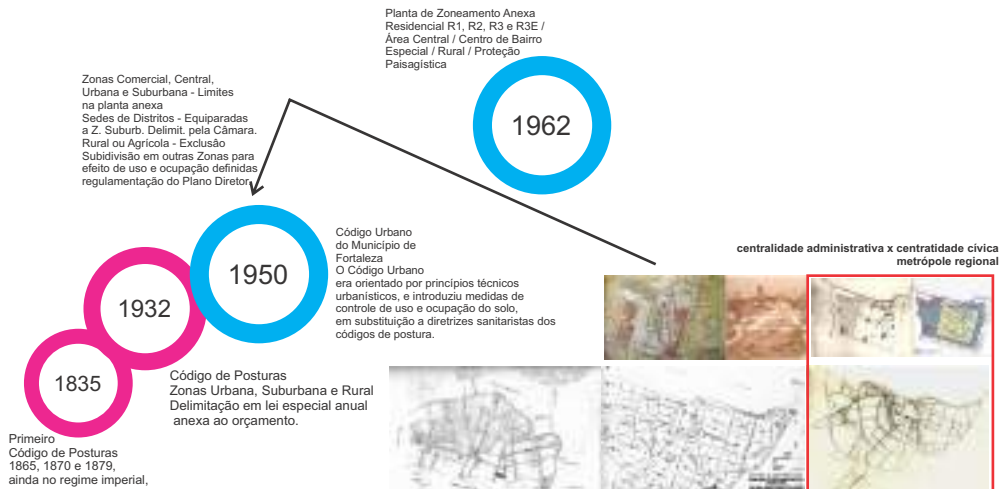 Planta de Zoneamento Anexa
Residencial R1, R2, R3 e R3E /
Área Central / Centro de Bairro
Especial / Rural / Proteção
Paisagística
1962
Zonas Comercial, Central,
Urbana e Suburbana - Limites
na planta anexa
Sedes de Distritos - Equiparadas
a Z. Suburb. Delimit. pela Câmara.
Rural ou Agrícola - Exclusão
Subidivisão em outras Zonas para
efeito de uso e ocupação definidas
regulamentação do Plano Diretor
1950
Código Urbano
do Município de
Fortaleza
O Código Urbano
era orientado por princípios técnicos
urbanísticos, e introduziu medidas de
controle de uso e ocupação do solo,
em substituição a diretrizes sanitaristas dos
códigos de postura.
centralidade administrativa x centratidade cívica
metrópole regional
1932
Código de Posturas
Zonas Urbana, Suburbana e Rural
Delimitação em lei especial anual
anexa ao orçamento.
1835
Primeiro
Código de Posturas
1865, 1870 e 1879,
ainda no regime imperial,